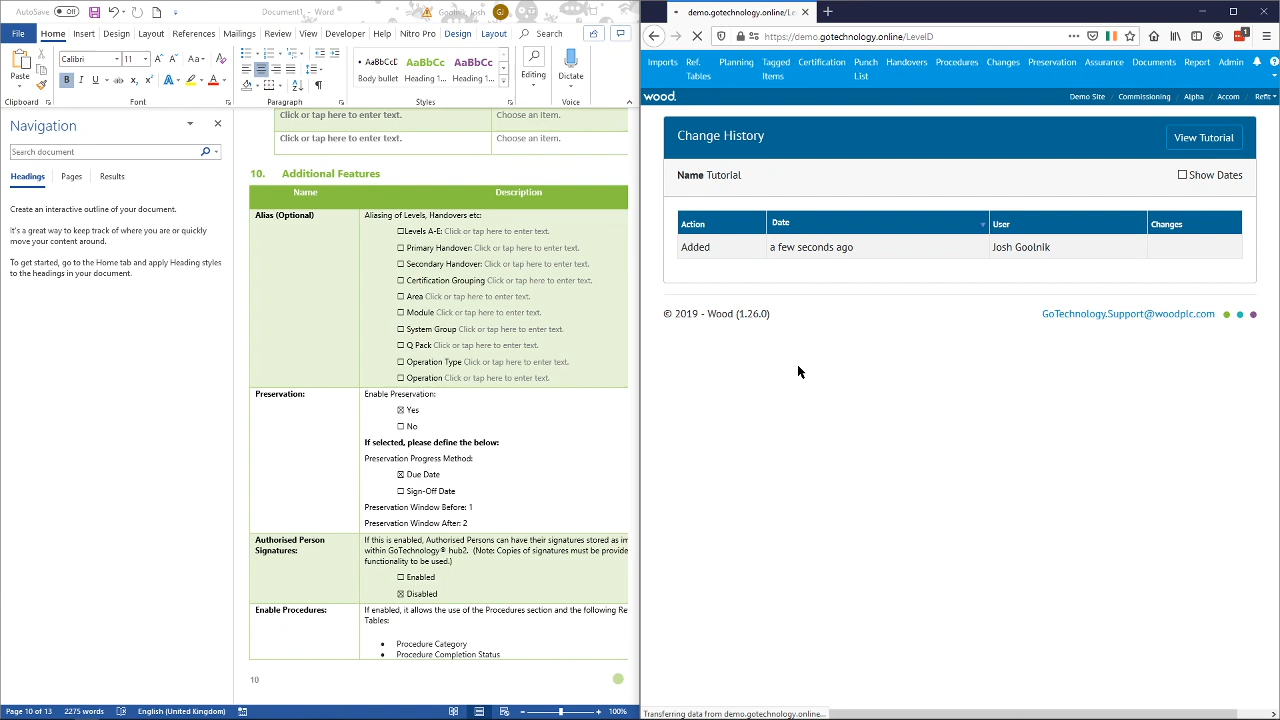 AutoSave Off Document1 - Word Goolnik, Josh GJ
File Home Insert Draw Design Layout References Mailings Review View Developer Help Nitro Pro Design Layout Search
Paste
Calibri 11
Clipboard Font Paragraph Styles Voice
AaBbCcD AaBbCc AaBbCc
Body bullet Heading 1... Heading 1...
Editing
Dictate
Navigation
Search document
Headings Pages Results
Create an interactive outline of your document.
It's a great way to keep track of where you are or quickly
move your content around.
To get started, go to the Home tab and apply Heading styles
to the headings in your document.
Click or tap here to enter text. Choose an item.
Click or tap here to enter text. Choose an item.
10. Additional Features
Name Description
Alias (Optional) Aliasing of Levels, Handovers etc:
☐Levels A-E: Click or tap here to enter text.
☐ Primary Handover: Click or tap here to enter text.
☐ Secondary Handover: Click or tap here to enter text.
☐ Certification Grouping Click or tap here to enter text.
☐ Area Click or tap here to enter text.
☐ Module Click or tap here to enter text.
☐ System Group Click or tap here to enter text.
☐ Q Pack Click or tap here to enter text.
☐ Operation Type Click or tap here to enter text.
☐ Operation Click or tap here to enter text.
Preservation: Enable Preservation:
☒ Yes
☐ No
If selected, please define the below:
Preservation Progress Method:
☒ Due Date
☐ Sign-Off Date
Preservation Window Before: 1
Preservation Window After: 2
Authorised Person
Signatures:
If this is enabled, Authorised Persons can have their signatures stored as im
within GoTechnology® hub2. (Note: Copies of signatures must be provide
functionality to be used.)
☐ Enabled
☒ Disabled
Enable Procedures: If enabled, it allows the use of the Procedures section and the following Re
Tables:
• Procedure Category
• Procedure Completion Status
10
Page 10 of 13 2275 words English (United Kingdom) 100%
demo.gotechnology.online/Le
https://demo.gotechnology.online/LevelD
Imports Ref. Tables Planning Tagged Items Certification Punch List Handovers Procedures Changes Preservation Assurance Documents Report Admin
wood. Demo Site Commissioning Alpha Accom Refit
Change History View Tutorial
Name Tutorial ☐ Show Dates
Action Date User Changes
Added a few seconds ago Josh Goolnik
© 2019 - Wood (1.26.0) GoTechnology.Support@woodplc.com
Transferring data from demo.gotechnology.online...